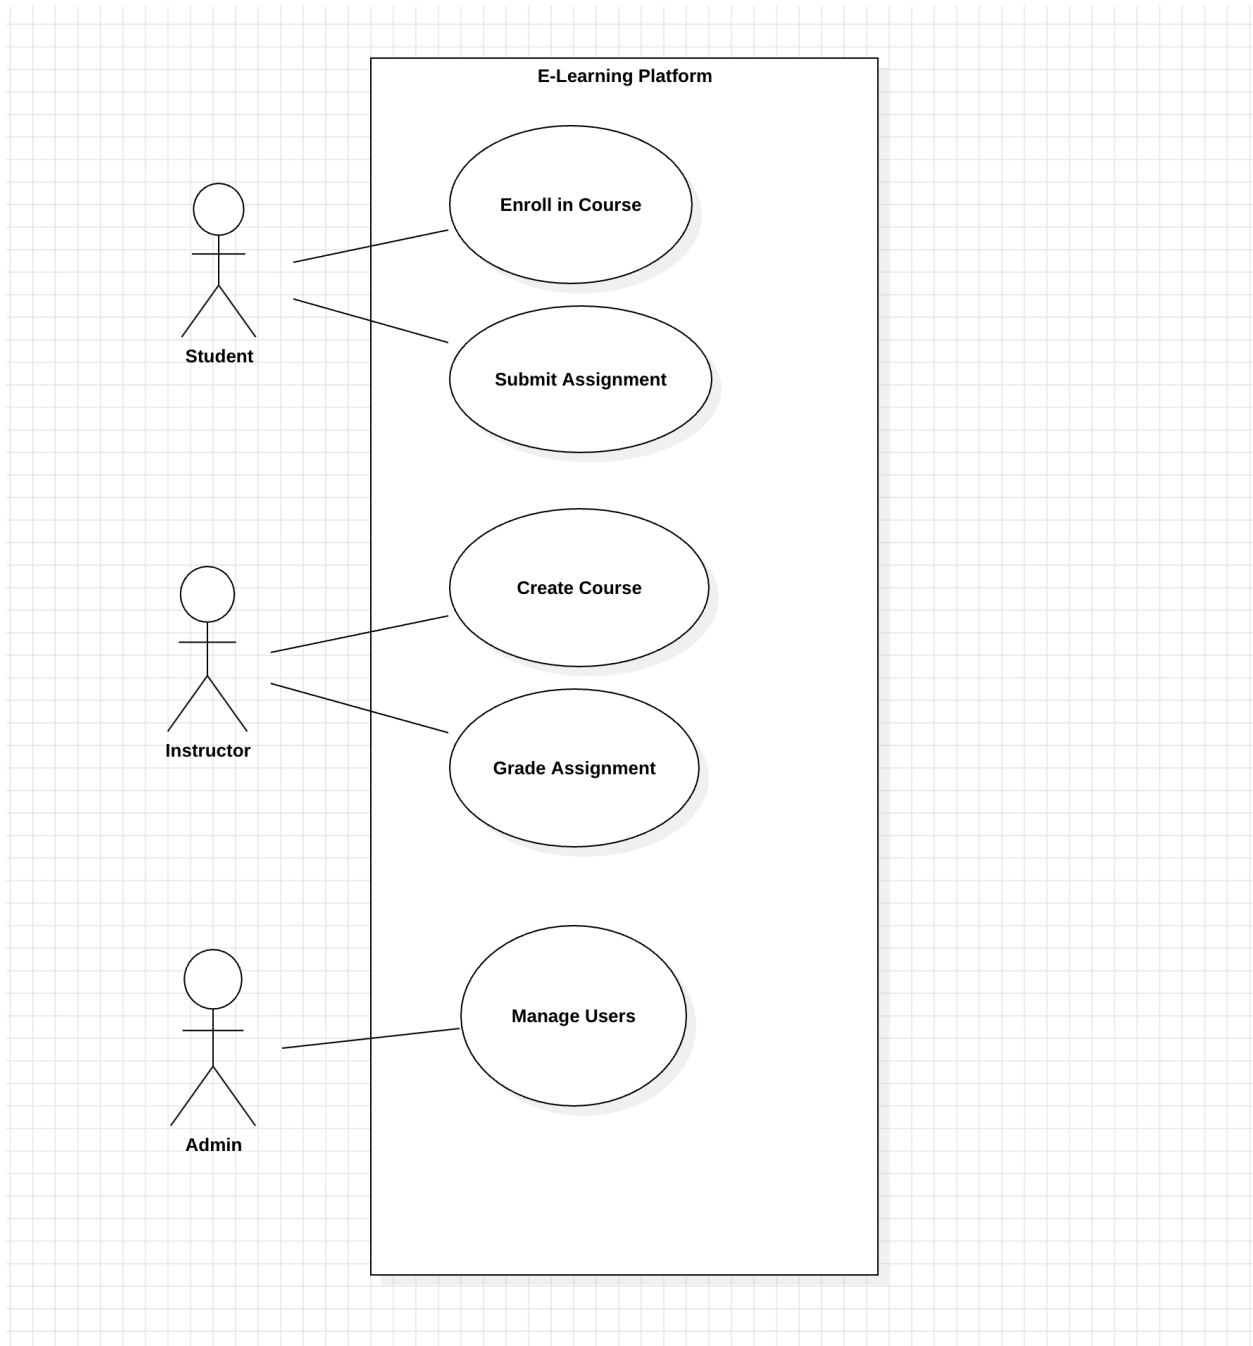 E-Learning Platform
Enroll in Course
Student
Submit Assignment
Create Course
Instructor
Grade Assignment
Manage Users
Admin